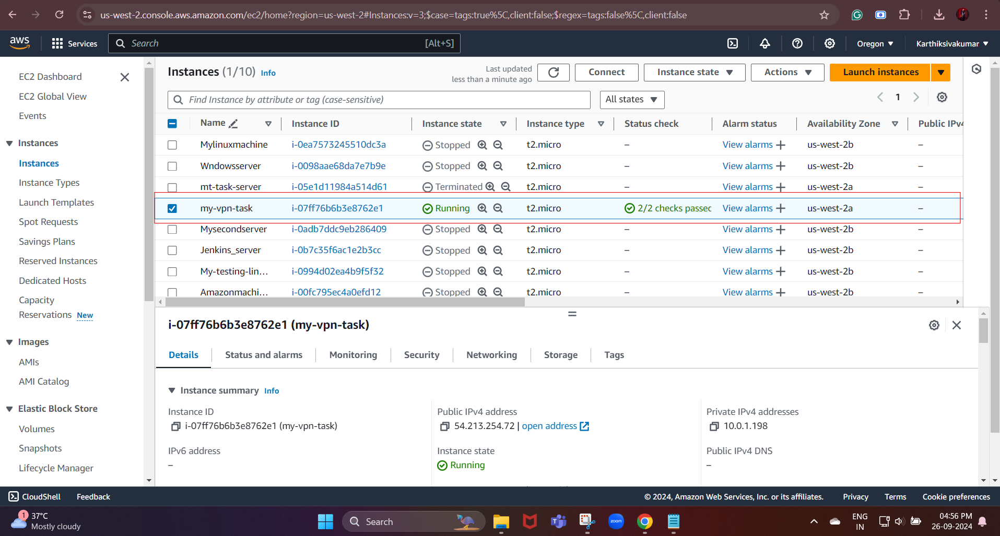 us-west-2.console.aws.amazon.com/ec2/home?region=us-west-2#Instances:v=3;$case=tags:true%5C,client:false;$regex=tags:false%5C,client:false
aws Services Search [Alt+S] Oregon Karthiksivakumar
EC2 Dashboard
EC2 Global View
Events
Instances
Instances
Instance Types
Launch Templates
Spot Requests
Savings Plans
Reserved Instances
Dedicated Hosts
Capacity
Reservations New
Images
AMIs
AMI Catalog
Elastic Block Store
Volumes
Snapshots
Lifecycle Manager
Instances (1/10) Info
Last updated
less than a minute ago
Connect Instance state Actions Launch instances
Find Instance by attribute or tag (case-sensitive) All states 1
Name Instance ID Instance state Instance type Status check Alarm status Availability Zone Public IPv4
Mylinuxmachine i-0ea7573245510dc3a Stopped t2.micro – View alarms us-west-2b –
Wndowsserver i-0098aae68da7e7b9e Stopped t2.micro – View alarms us-west-2b –
mt-task-server i-05e1d11984a514d61 Terminated t2.micro – View alarms us-west-2a –
my-vpn-task i-07ff76b6b3e8762e1 Running t2.micro 2/2 checks passed View alarms us-west-2a –
Mysecondserver i-0adb7ddc9eb286409 Stopped t2.micro – View alarms us-west-2b –
Jenkins_server i-0b7c35f6ac1e2b3cc Stopped t2.micro – View alarms us-west-2b –
My-testing-lin... i-0994d02ea4b9f5f32 Stopped t2.micro – View alarms us-west-2b –
Amazonmachi... i-00fc795ec4a0efd12 Stopped t2.micro – View alarms us-west-2b –
i-07ff76b6b3e8762e1 (my-vpn-task)
Details Status and alarms Monitoring Security Networking Storage Tags
Instance summary Info
Instance ID
i-07ff76b6b3e8762e1 (my-vpn-task)
Public IPv4 address
54.213.254.72 | open address
Private IPv4 addresses
10.0.1.198
IPv6 address
–
Instance state
Running
Public IPv4 DNS
–
CloudShell Feedback © 2024, Amazon Web Services, Inc. or its affiliates. Privacy Terms Cookie preferences
1
37°C
Mostly cloudy
Search
zoom
ENG
IN
04:56 PM
26-09-2024